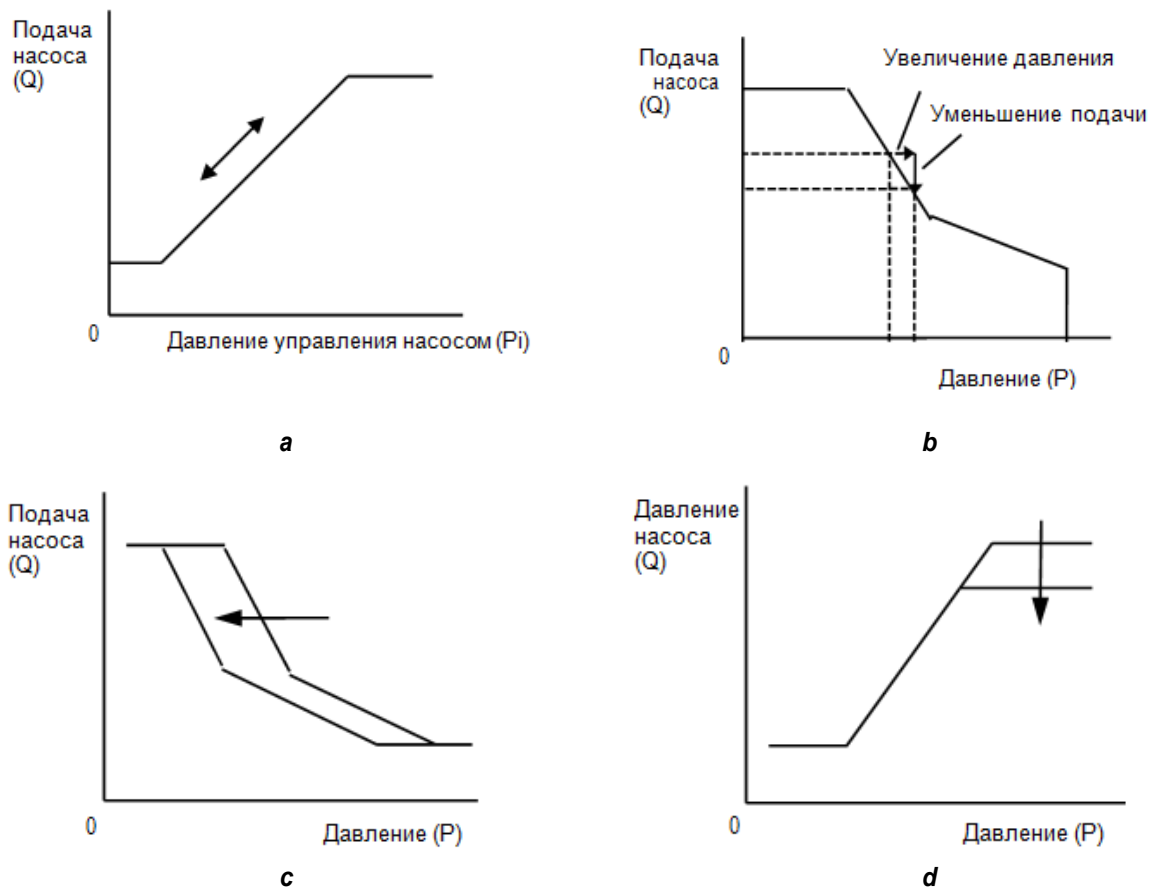 Подача
насоса
(Q)
0
Давление управления насосом (Pi)
a
Подача
насоса
(Q)
Увеличение давления
Уменьшение подачи
0
Давление (P)
b
Подача
насоса
(Q)
0
Давление (P)
c
Давление
насоса
(Q)
0
Давление (P)
d